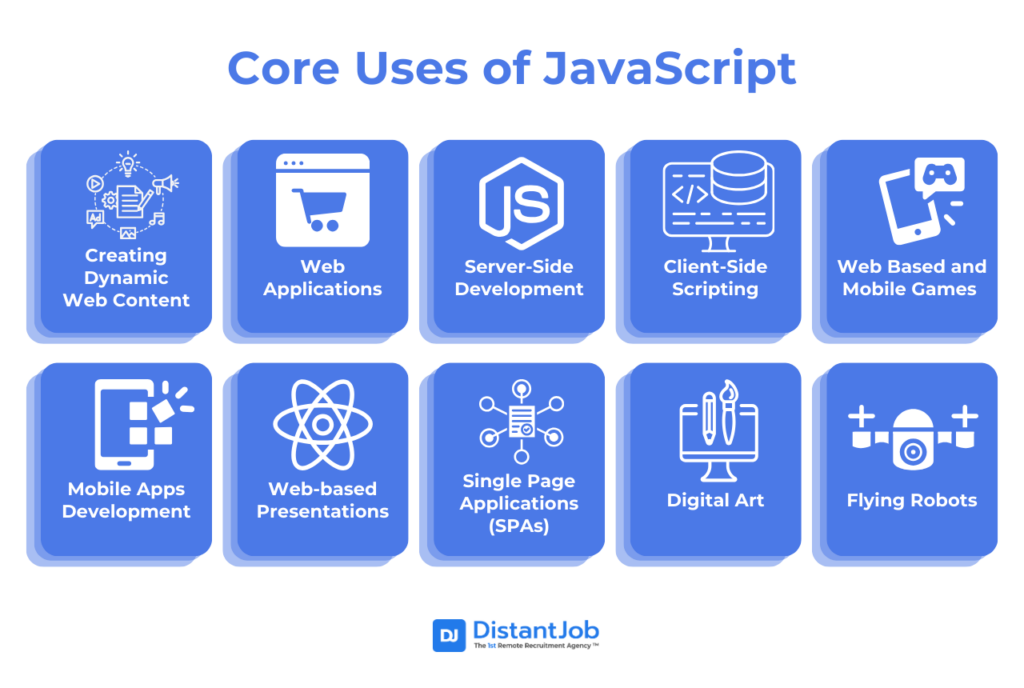 Core Uses of JavaScript
Ad
Creating
Dynamic
Web Content
Web
Applications
JS
Server-Side
Development
</>
Client-Side
Scripting
Web Based and
Mobile Games
Mobile Apps
Development
Web-based
Presentations
Single Page
Applications
(SPAs)
Digital Art
Flying Robots
DJ
DistantJob
The 1st Remote Recruitment Agency™